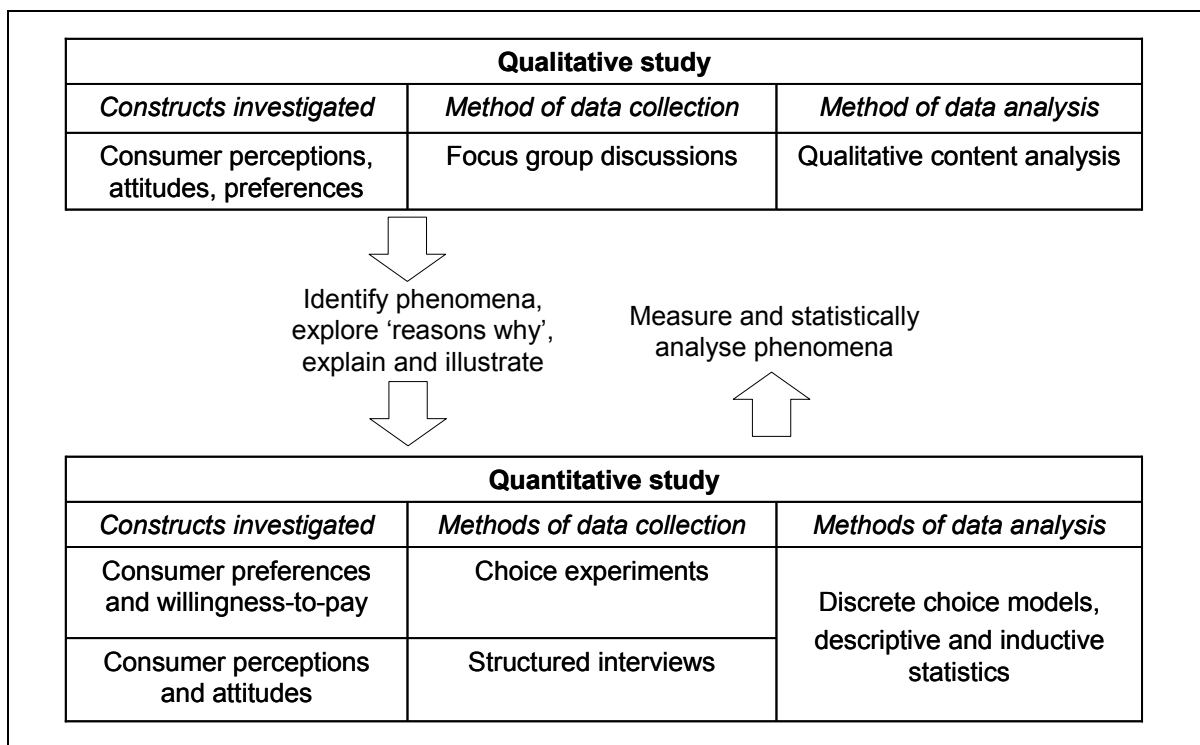 Qualitative study
Constructs investigated
Method of data collection
Method of data analysis
Consumer perceptions,
attitudes, preferences
Focus group discussions
Qualitative content analysis
Identify phenomena,
explore ‘reasons why’,
explain and illustrate
Measure and statistically
analyse phenomena
Quantitative study
Constructs investigated
Methods of data collection
Methods of data analysis
Consumer preferences
and willingness-to-pay
Choice experiments
Discrete choice models,
descriptive and inductive
statistics
Consumer perceptions
and attitudes
Structured interviews